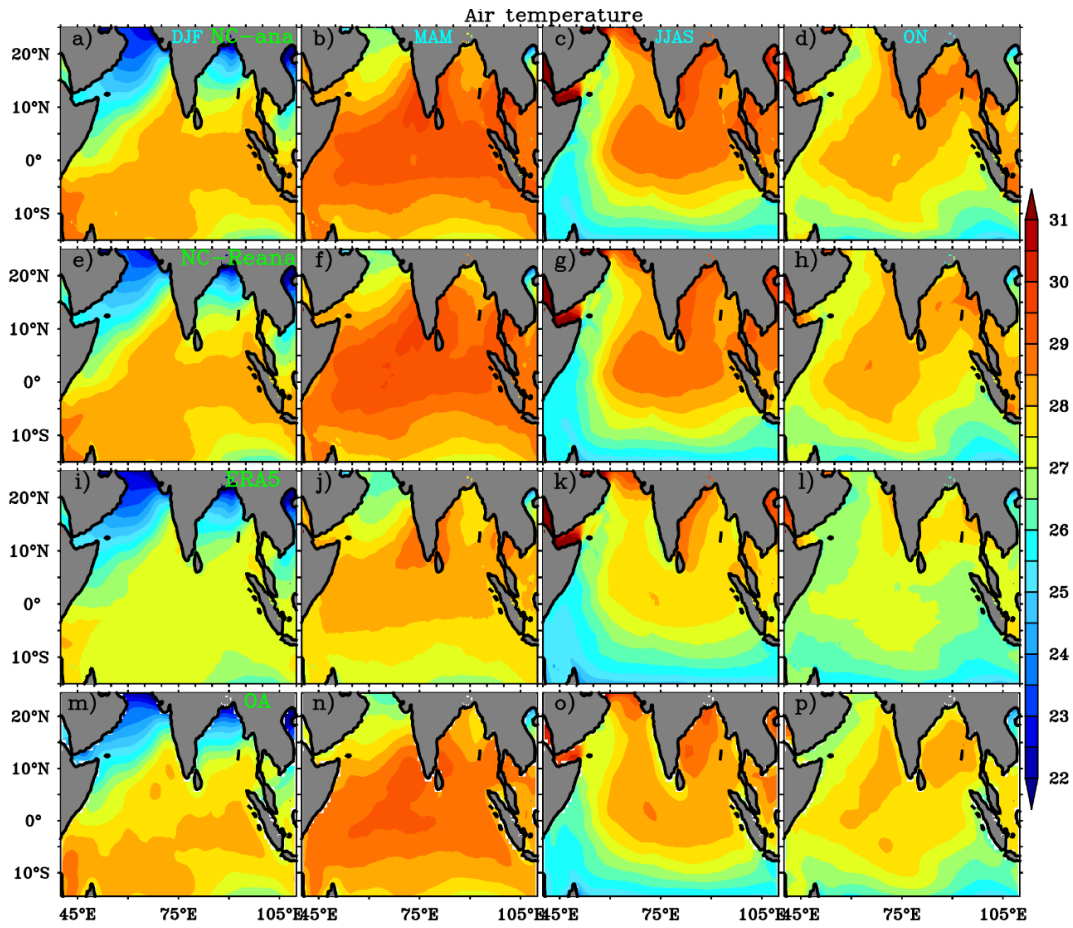 Air temperature
a) DJF NC-ana b) MAM c) JJAS d) ON
20°N
10°N
0°
10°S
e) NC-Reana f) g) h)
20°N
10°N
0°
10°S
i) ERA5 j) k) l)
20°N
10°N
0°
10°S
m) OA n) o) p)
20°N
10°N
0°
10°S
45°E 75°E 105°E 45°E 75°E 105°E 45°E 75°E 105°E 45°E 75°E 105°E
31
30
29
28
27
26
25
24
23
22